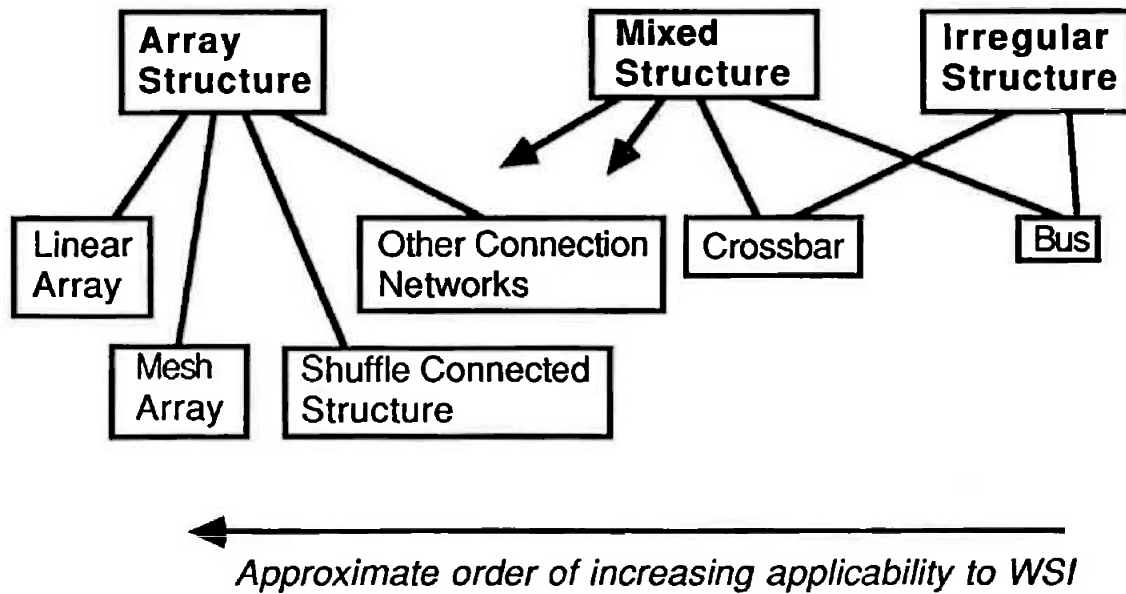 Array
Structure
Mixed
Structure
Irregular
Structure
Linear
Array
Other Connection
Networks
Crossbar
Bus
Mesh
Array
Shuffle Connected
Structure
Approximate order of increasing applicability to WSI